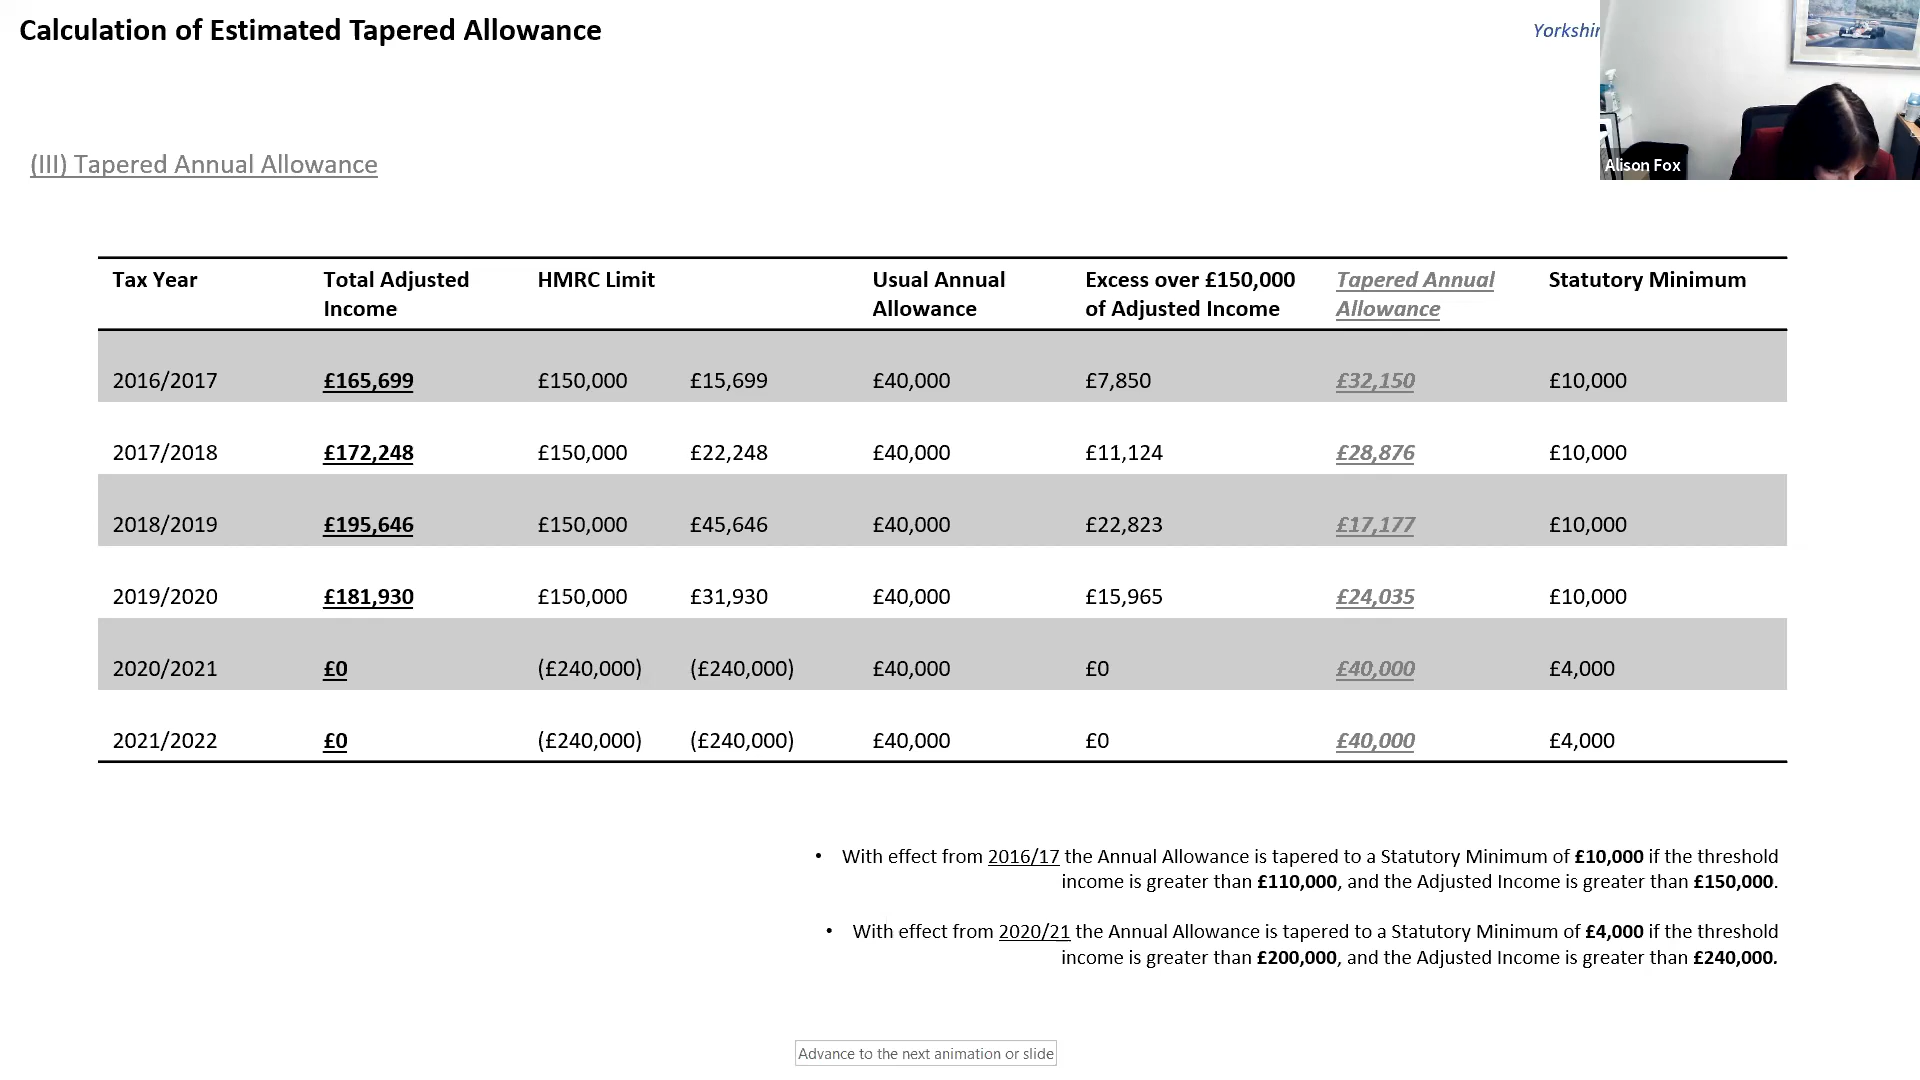 Calculation of Estimated Tapered Allowance
Yorkshir
Alison Fox
(III) Tapered Annual Allowance
Tax Year Total Adjusted Income HMRC Limit Usual Annual Allowance Excess over £150,000 of Adjusted Income Tapered Annual Allowance Statutory Minimum
2016/2017 £165,699 £150,000 £15,699 £40,000 £7,850 £32,150 £10,000
2017/2018 £172,248 £150,000 £22,248 £40,000 £11,124 £28,876 £10,000
2018/2019 £195,646 £150,000 £45,646 £40,000 £22,823 £17,177 £10,000
2019/2020 £181,930 £150,000 £31,930 £40,000 £15,965 £24,035 £10,000
2020/2021 £0 (£240,000) (£240,000) £40,000 £0 £40,000 £4,000
2021/2022 £0 (£240,000) (£240,000) £40,000 £0 £40,000 £4,000
• With effect from 2016/17 the Annual Allowance is tapered to a Statutory Minimum of £10,000 if the threshold
income is greater than £110,000, and the Adjusted Income is greater than £150,000.
• With effect from 2020/21 the Annual Allowance is tapered to a Statutory Minimum of £4,000 if the threshold
income is greater than £200,000, and the Adjusted Income is greater than £240,000.
Advance to the next animation or slide